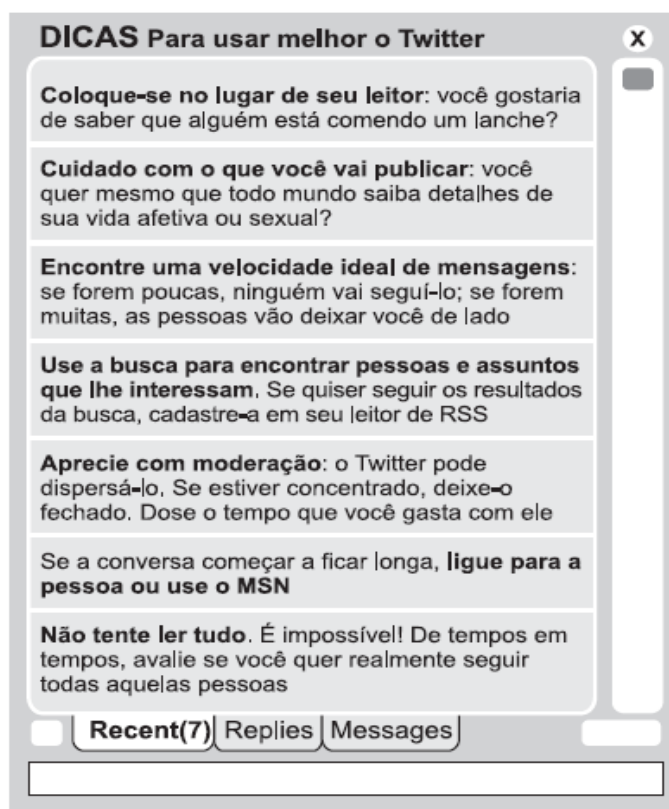 DICAS Para usar melhor o Twitter X
Coloque-se no lugar de seu leitor: você gostaria
de saber que alguém está comendo um lanche?
Cuidado com o que você vai publicar: você
quer mesmo que todo mundo saiba detalhes de
sua vida afetiva ou sexual?
Encontre uma velocidade ideal de mensagens:
se forem poucas, ninguém vai seguí-lo; se forem
muitas, as pessoas vão deixar você de lado
Use a busca para encontrar pessoas e assuntos
que lhe interessam. Se quiser seguir os resultados
da busca, cadastre-a em seu leitor de RSS
Aprecie com moderação: o Twitter pode
dispersá-lo. Se estiver concentrado, deixe-o
fechado. Dose o tempo que você gasta com ele
Se a conversa começar a ficar longa, ligue para a
pessoa ou use o MSN
Não tente ler tudo. É impossível! De tempos em
tempos, avalie se você quer realmente seguir
todas aquelas pessoas
Recent(7) Replies Messages